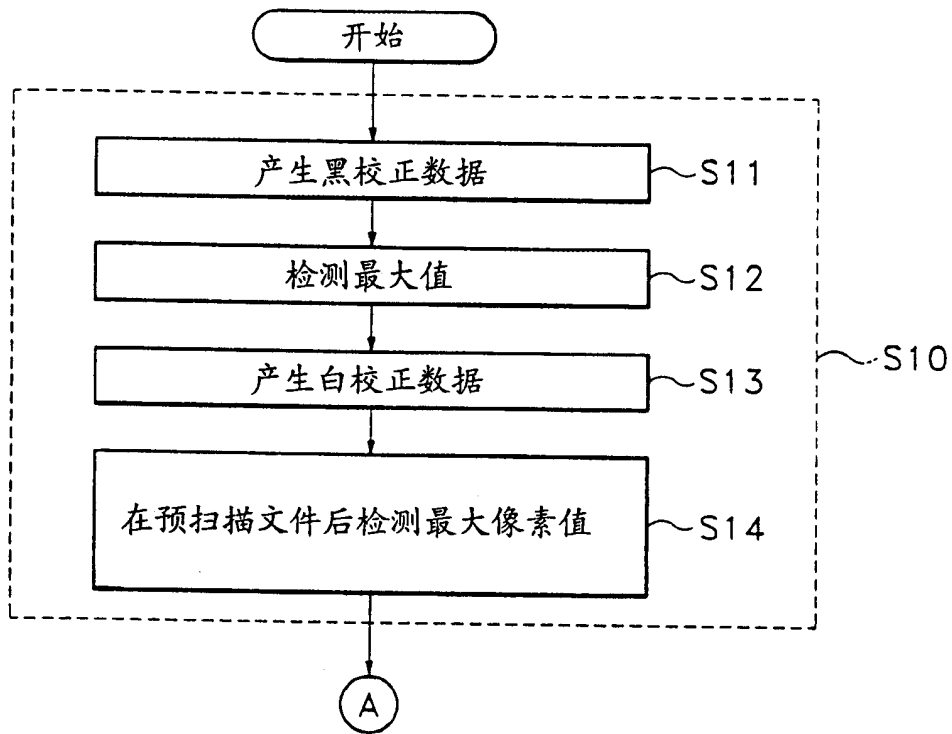 开始
产生黑校正数据
S11
检测最大值
S12
产生白校正数据
S13
S10
在预扫描文件后检测最大像素值
S14
A